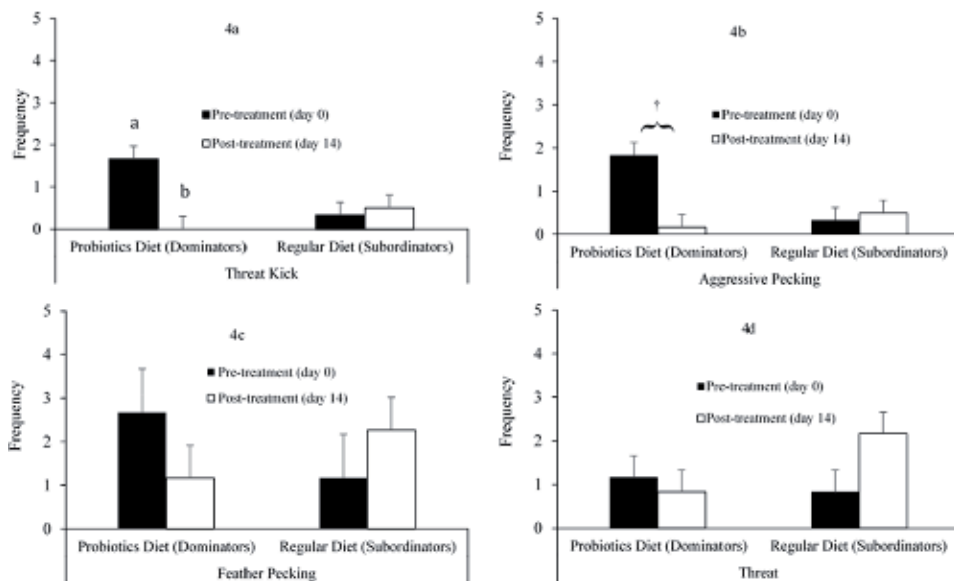 4a
5
4
3
2
1
0
Frequency
Pre-treatment (day 0)
Post-treatment (day 14)
a
b
Probiotics Diet (Dominators) Regular Diet (Subordinators)
Threat Kick
4b
5
4
3
2
1
0
Frequency
†
Pre-treatment (day 0)
Post-treatment (day 14)
Probiotics Diet (Dominators) Regular Diet (Subordinators)
Aggressive Pecking
4c
5
4
3
2
1
0
Frequency
Pre-treatment (day 0)
Post-treatment (day 14)
Probiotics Diet (Dominators) Regular Diet (Subordinators)
Feather Pecking
4d
5
4
3
2
1
0
Frequency
Pre-treatment (day 0)
Post-treatment (day 14)
Probiotics Diet (Dominators) Regular Diet (Subordinators)
Threat